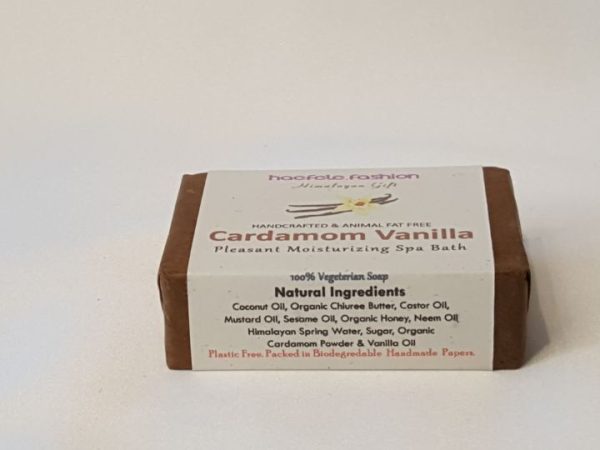 haefele.fashion
Himalayan Gift
HANDCRAFTED & ANIMAL FAT FREE
Cardamom Vanilla
Pleasant Moisturizing Spa Bath
100% Vegeterian Soap
Natural Ingredients
Coconut Oil, Organic Chiuree Butter, Castor Oil,
Mustard Oil, Sesame Oil, Organic Honey, Neem Oil,
Himalayan Spring Water, Sugar, Organic
Cardamom Powder & Vanilla Oil
Plastic Free. Packed in Biodegredable Handmade Papers.